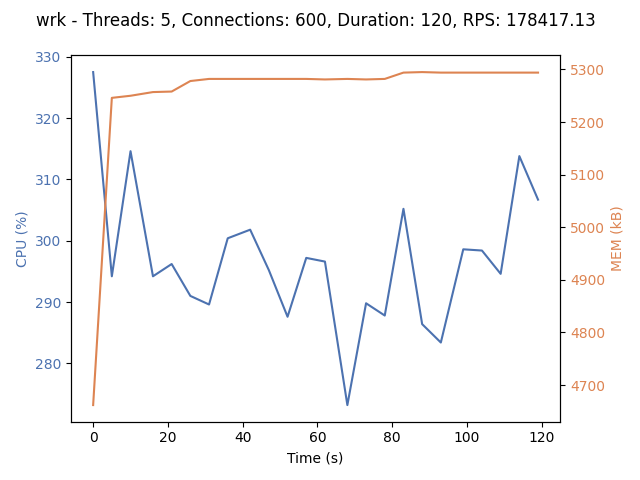 wrk - Threads: 5, Connections: 600, Duration: 120, RPS: 178417.13
330
320
310
300
290
280
CPU (%)
5300
5200
5100
5000
4900
4800
4700
MEM (kB)
0 20 40 60 80 100 120
Time (s)